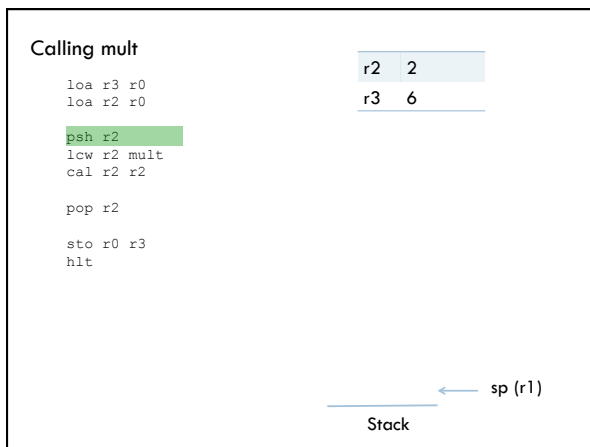 Calling mult
loa r3 r0
loa r2 r0
psh r2
lcw r2 mult
cal r2 r2
pop r2
sto r0 r3
hlt
r2 2
r3 6
sp (r1)
Stack